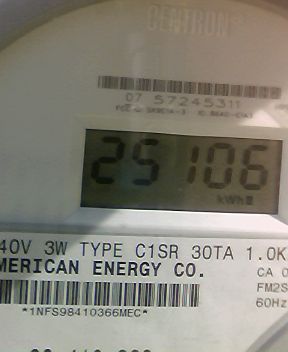 CENTRON
D7 57245311
25106
kWh
40V 3W TYPE C1SR 30TA 1.0K
MERICAN ENERGY CO.
CA 0
FM2S
60Hz
*1NFS98410366MEC*